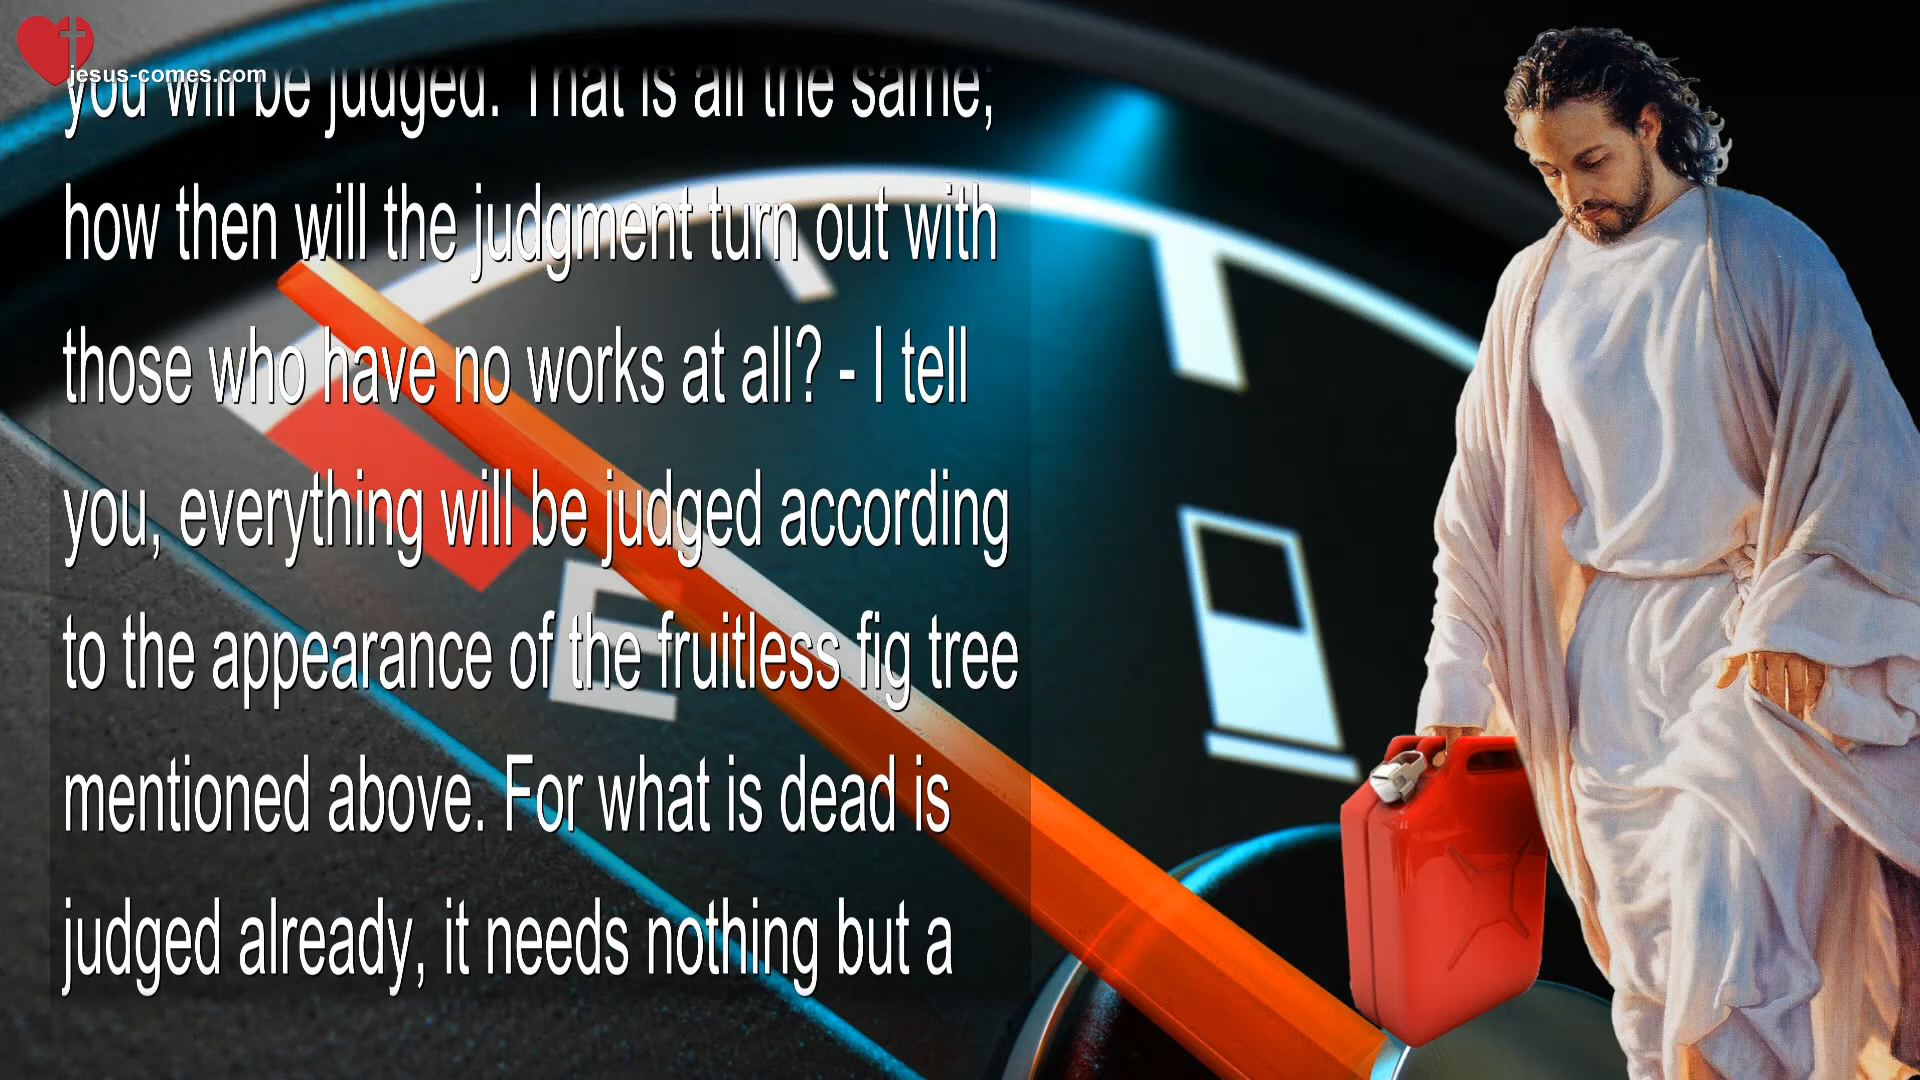 jesus-comes.com
you will be judged. That is all the same;
how then will the judgment turn out with
those who have no works at all? - I tell
you, everything will be judged according
to the appearance of the fruitless fig tree
mentioned above. For what is dead is
judged already, it needs nothing but a
E